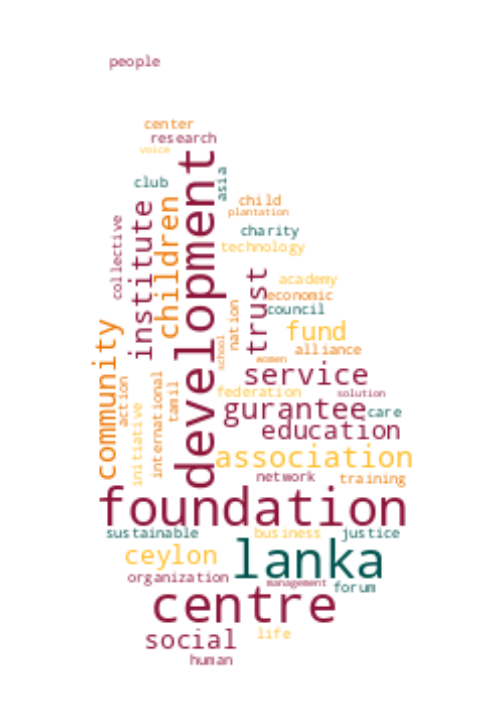 people
center
research
voice
club
asia
development
child
plantation
institute
children
collective
charity
technology
trust
academy
economic
council
nation
fund
school
alliance
women
community
service
action
international
tamil
initiative
federation
solution
gurantee
care
education
association
network
training
foundation
sustainable
business
justice
ceylon
lanka
organization
management
forum
centre
social
life
human